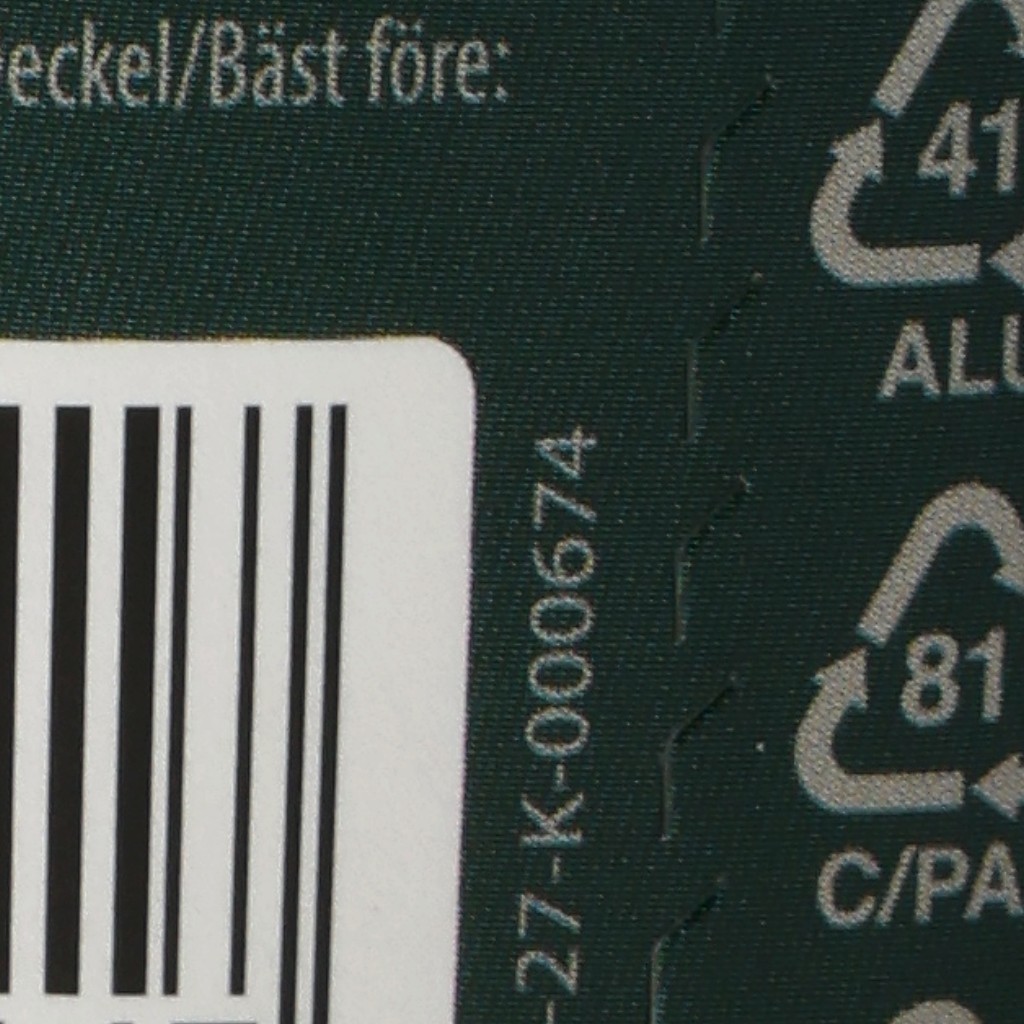 eckel/Bäst före:
41
ALU
-27-K-000674
81
C/PA